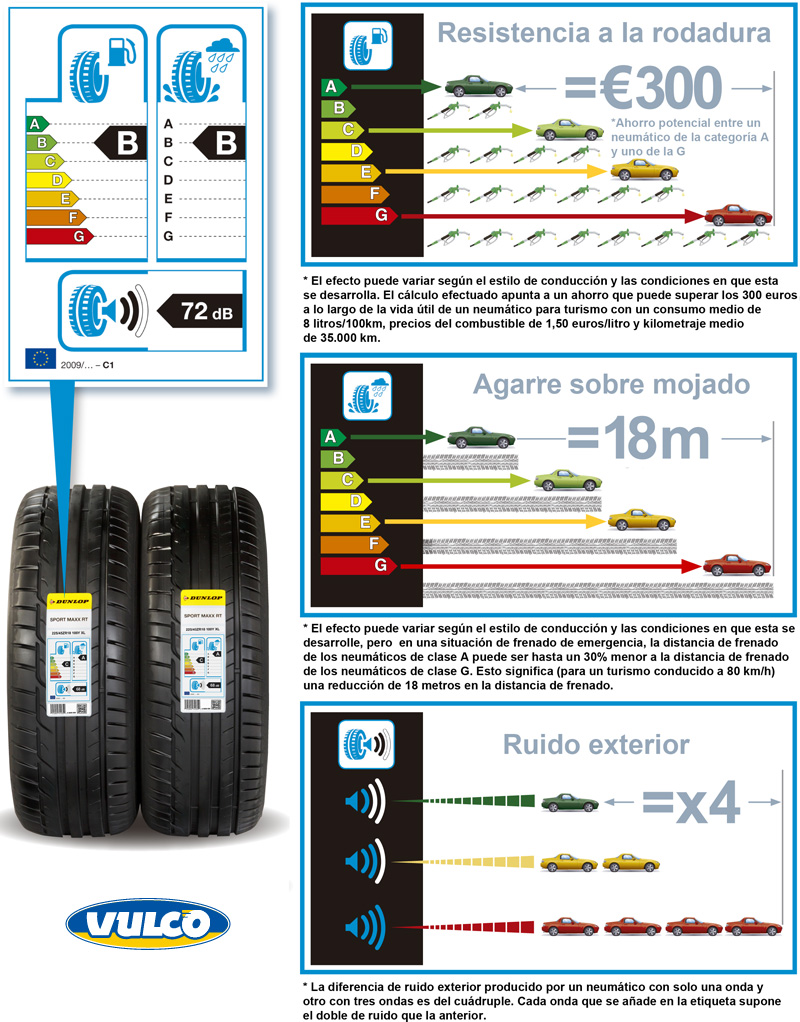 A
B
C
D
E
F
G
B
A
B
C
D
E
F
G
B
72 dB
2009/... – C1
DUNLOP
SPORT MAXX RT
DUNLOP
SPORT MAXX RT
VULCO
Resistencia a la rodadura
=€300
*Ahorro potencial entre un
neumático de la categoría A
y uno de la G
A
B
C
D
E
F
G
* El efecto puede variar según el estilo de conducción y las condiciones en que esta
se desarrolla. El cálculo efectuado apunta a un ahorro que puede superar los 300 euros
a lo largo de la vida útil de un neumático para turismo con un consumo medio de
8 litros/100km, precios del combustible de 1,50 euros/litro y kilometraje medio
de 35.000 km.
Agarre sobre mojado
=18m
A
B
C
D
E
F
G
* El efecto puede variar según el estilo de conducción y las condiciones en que esta se
desarrolle, pero en una situación de frenado de emergencia, la distancia de frenado
de los neumáticos de clase A puede ser hasta un 30% menor a la distancia de frenado
de los neumáticos de clase G. Esto significa (para un turismo conducido a 80 km/h)
una reducción de 18 metros en la distancia de frenado.
Ruido exterior
=x4
* La diferencia de ruido exterior producido por un neumático con solo una onda y
otro con tres ondas es del cuádruple. Cada onda que se añade en la etiqueta supone
el doble de ruido que la anterior.